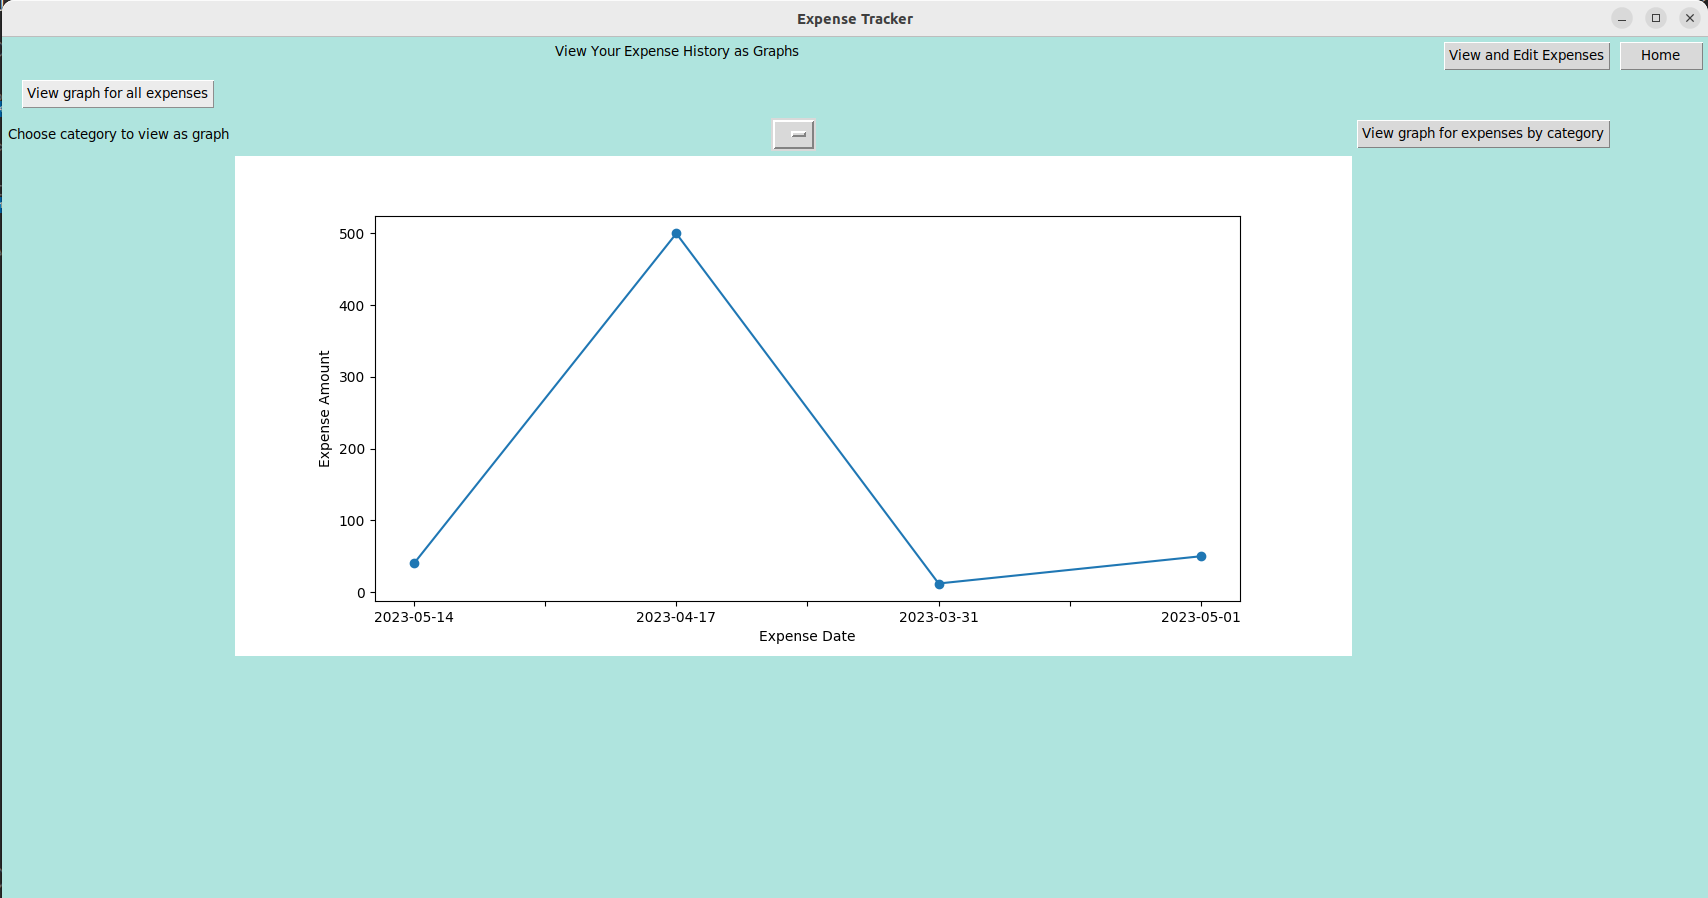 Expense Tracker
View Your Expense History as Graphs
View and Edit Expenses
Home
View graph for all expenses
Choose category to view as graph
View graph for expenses by category
500
400
300
200
100
0
Expense Amount
2023-05-14
2023-04-17
2023-03-31
2023-05-01
Expense Date